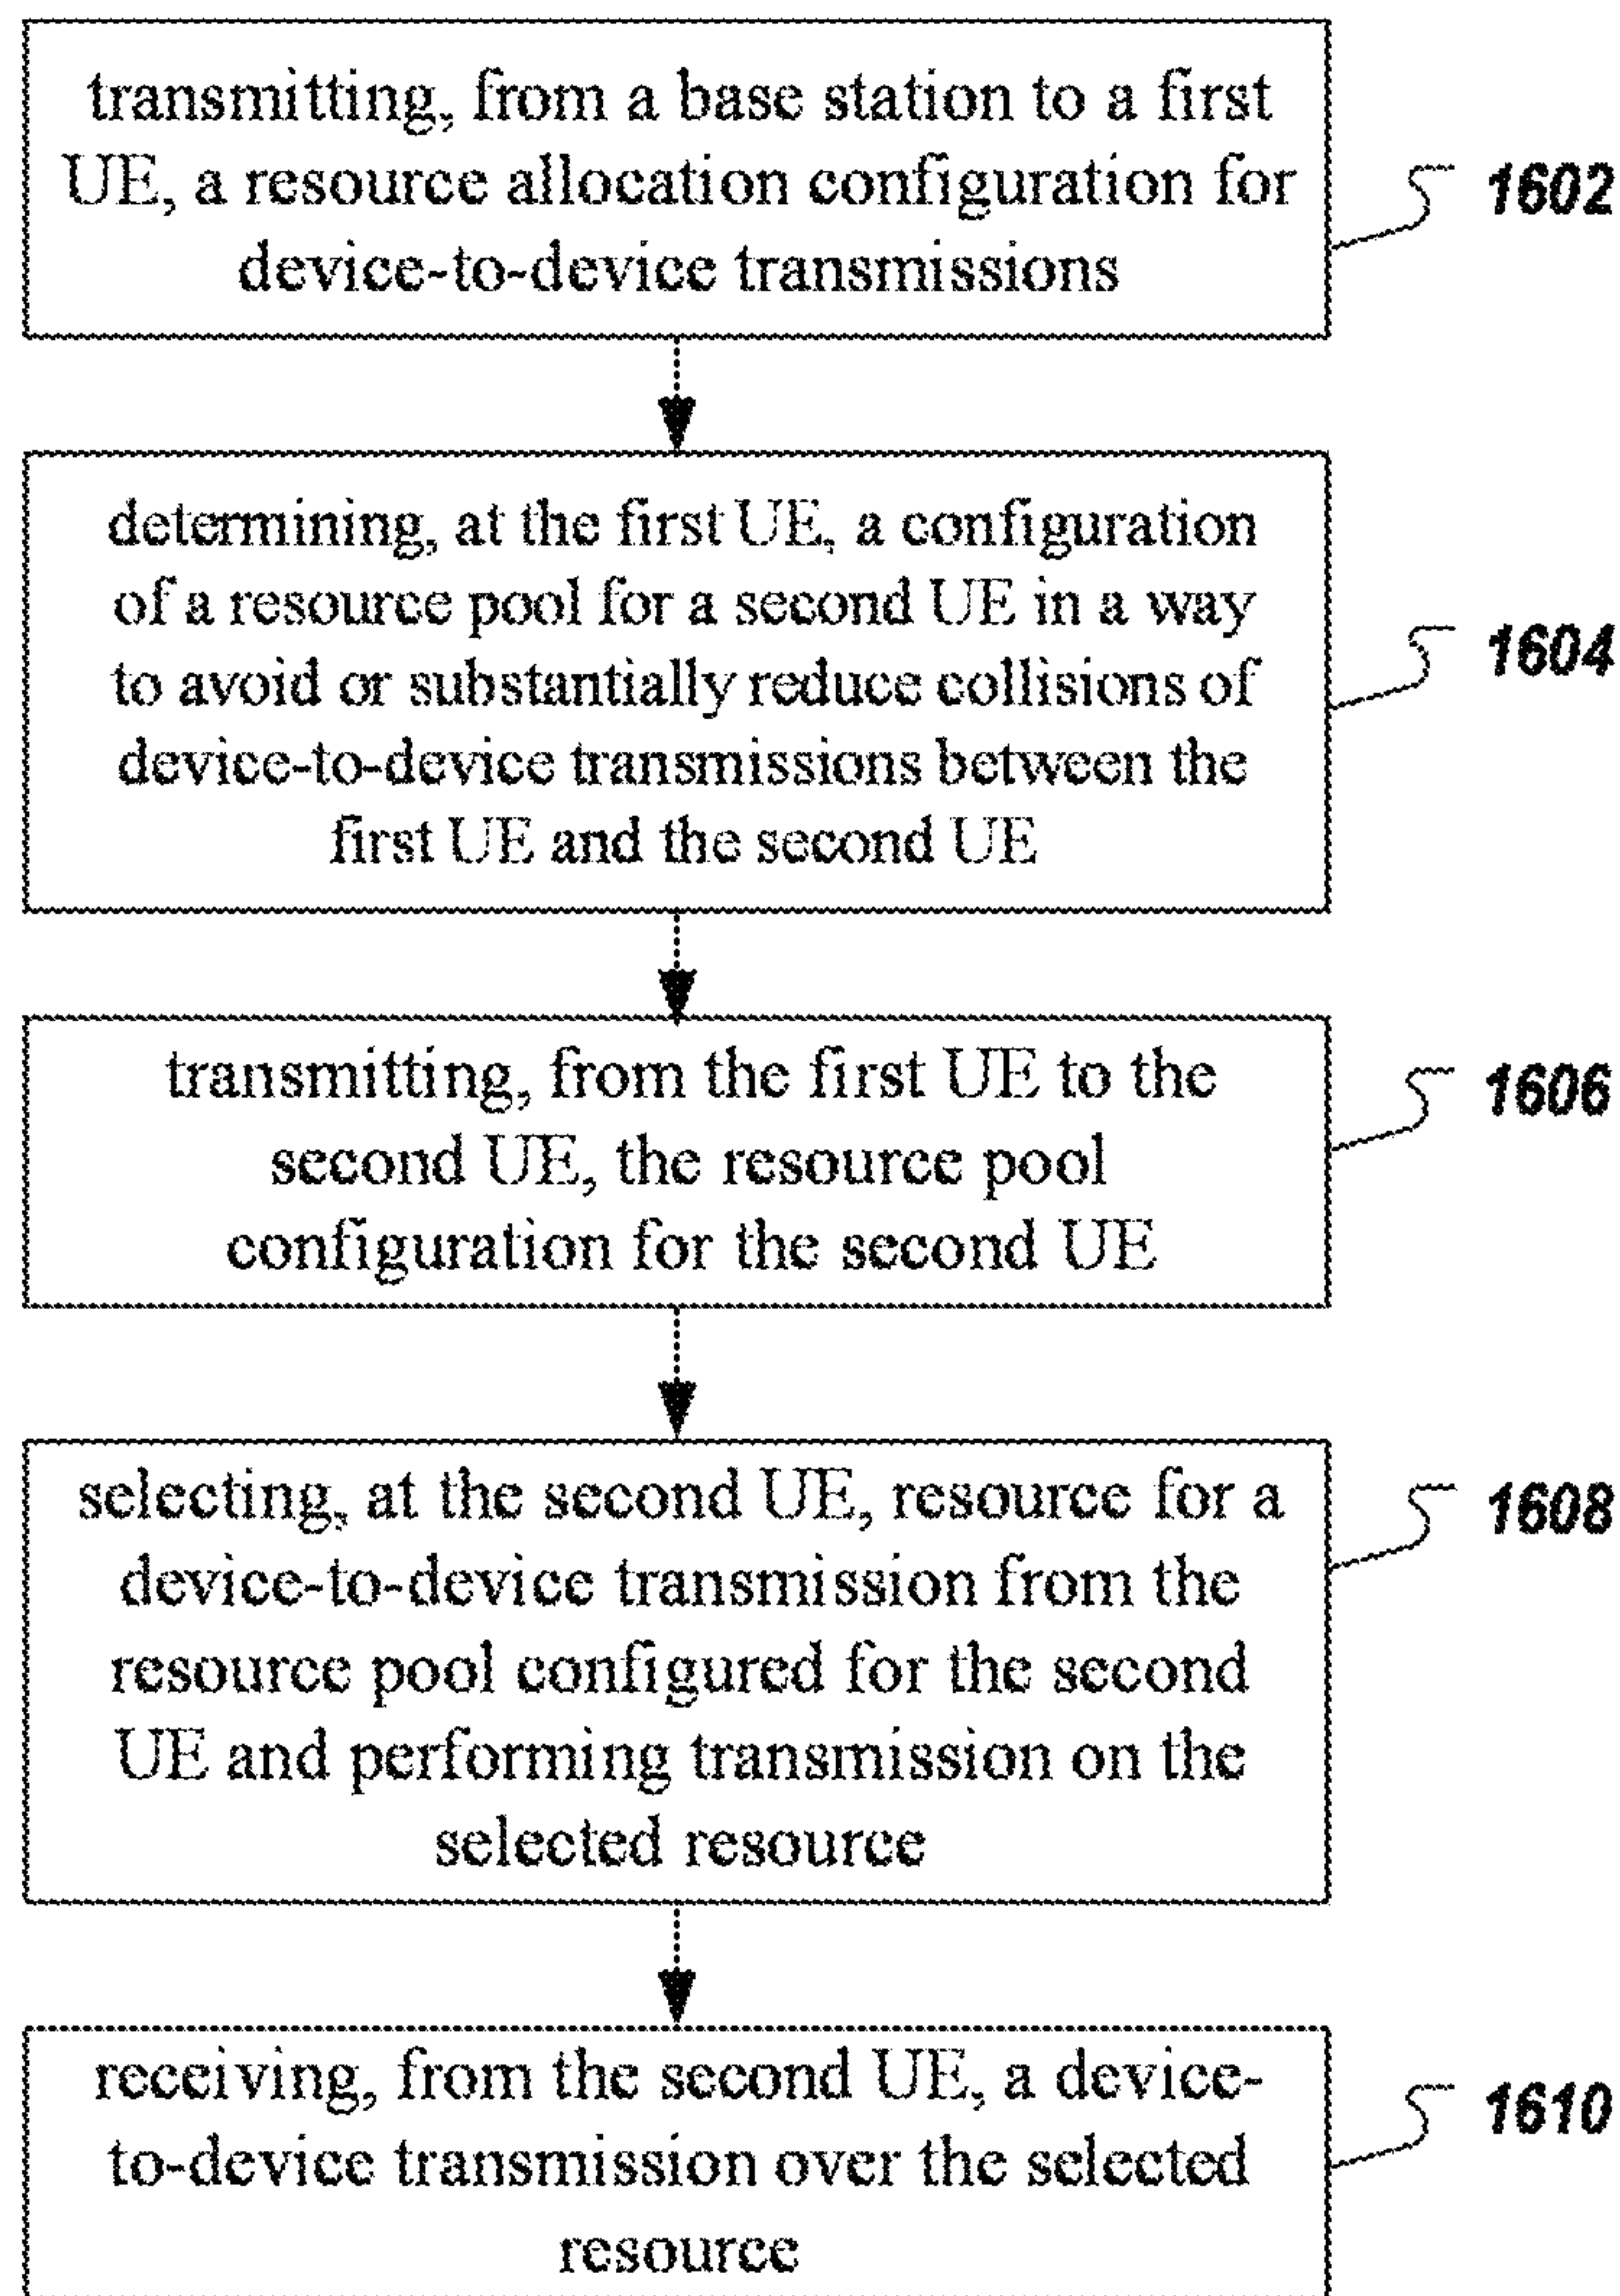 transmitting, from a base station to a first
UE, a resource allocation configuration for
device-to-device transmissions
1602
determining, at the first UE, a configuration
of a resource pool for a second UE in a way
to avoid or substantially reduce collisions of
device-to-device transmissions between the
first UE and the second UE
1604
transmitting, from the first UE to the
second UE, the resource pool
configuration for the second UE
1606
selecting, at the second UE, resource for a
device-to-device transmission from the
resource pool configured for the second
UE and performing transmission on the
selected resource
1608
receiving, from the second UE, a device-
to-device transmission over the selected
resource
1610